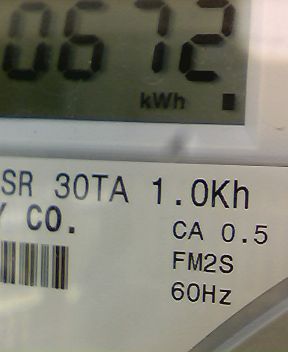 0672
kWh
SR 30TA 1.0Kh
Y CO.
CA 0.5
FM2S
60Hz